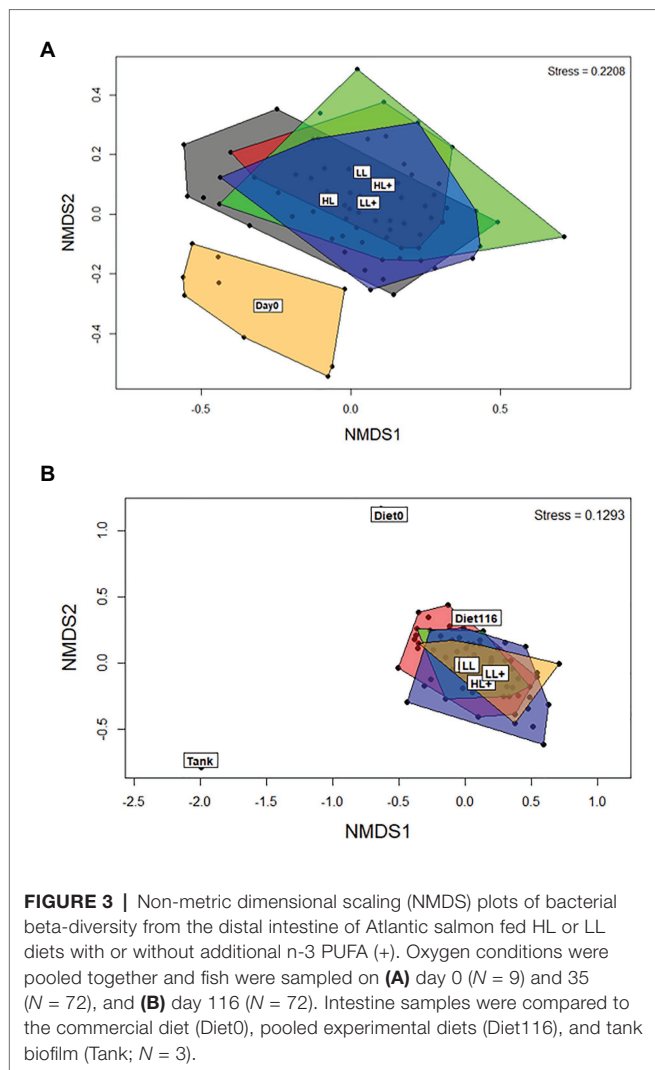 A
Stress = 0.2208
0.4
0.2
0.0
-0.2
-0.4
NMDS2
LL
HL+
HL
LL+
Day0
-0.5
0.0
0.5
NMDS1
B
Diet0
Stress = 0.1293
1.0
0.5
0.0
-0.5
NMDS2
Diet116
LL
LL+
HL+
Tank
-2.5
-2.0
-1.5
-1.0
-0.5
0.0
0.5
1.0
NMDS1
FIGURE 3 | Non-metric dimensional scaling (NMDS) plots of bacterial
beta-diversity from the distal intestine of Atlantic salmon fed HL or LL
diets with or without additional n-3 PUFA (+). Oxygen conditions were
pooled together and fish were sampled on (A) day 0 (N = 9) and 35
(N = 72), and (B) day 116 (N = 72). Intestine samples were compared to
the commercial diet (Diet0), pooled experimental diets (Diet116), and tank
biofilm (Tank; N = 3).